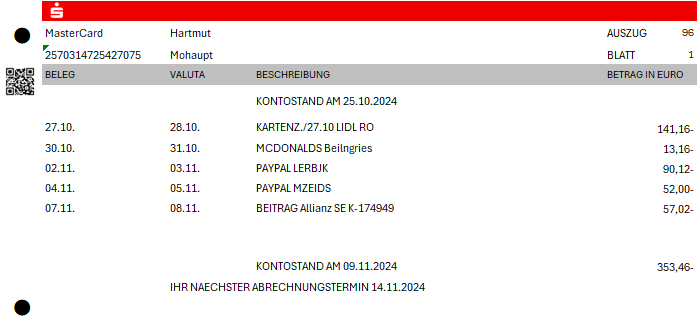 MasterCard Hartmut AUSZUG 96
2570314725427075 Mohaupt BLATT 1
BELEG VALUTA BESCHREIBUNG BETRAG IN EURO
KONTOSTAND AM 25.10.2024
27.10. 28.10. KARTENZ./27.10 LIDL RO 141,16-
30.10. 31.10. MCDONALDS Beilngries 13,16-
02.11. 03.11. PAYPAL LERBJK 90,12-
04.11. 05.11. PAYPAL MZEIDS 52,00-
07.11. 08.11. BEITRAG Allianz SE K-174949 57,02-
KONTOSTAND AM 09.11.2024 353,46-
IHR NAECHSTER ABRECHNUNGSTERMIN 14.11.2024